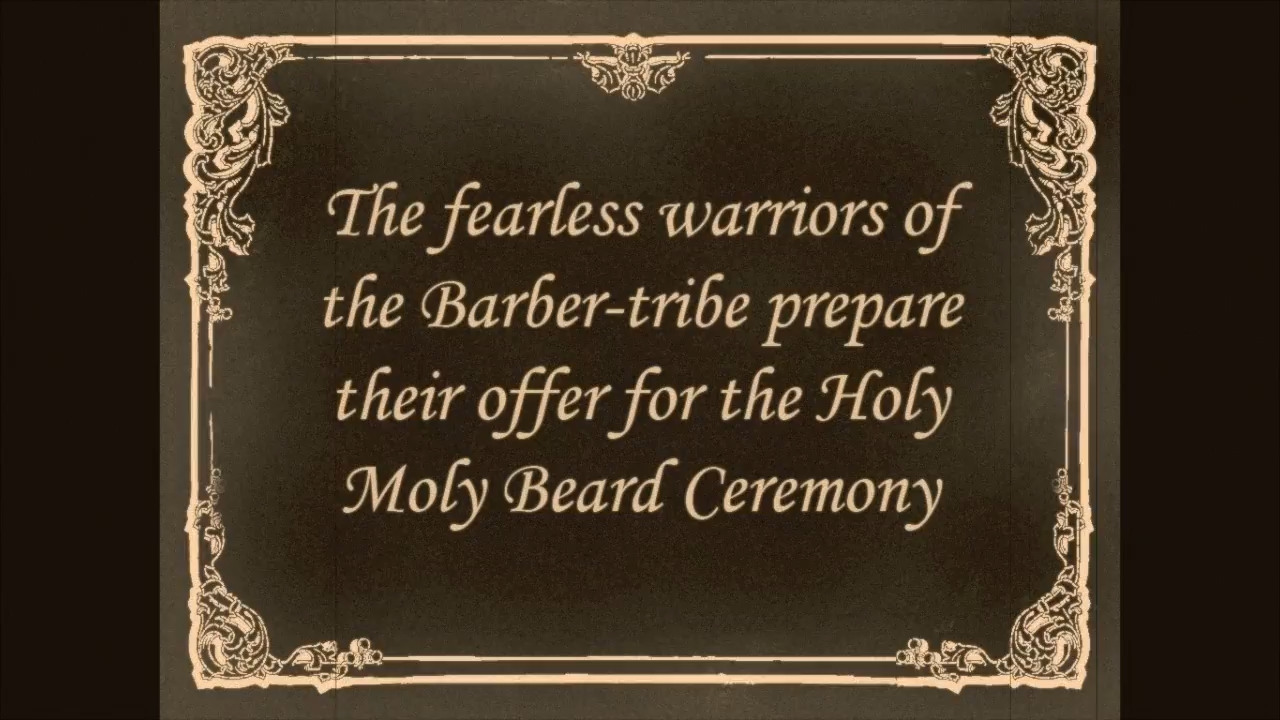 The fearless warriors of
the Barber-tribe prepare
their offer for the Holy
Moly Beard Ceremony